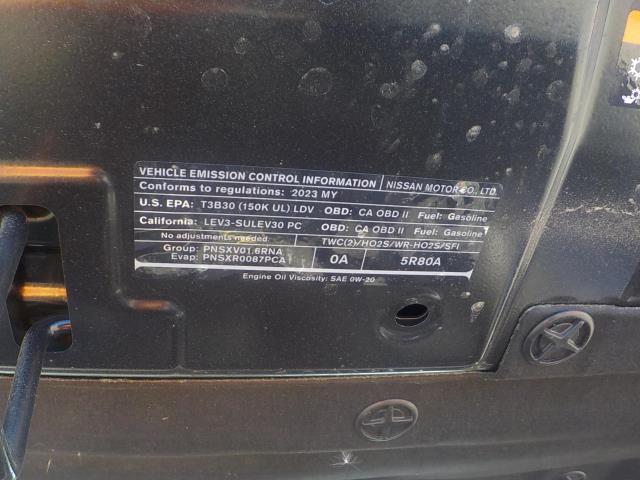 VEHICLE EMISSION CONTROL INFORMATION NISSAN MOTOR CO., LTD.
Conforms to regulations: 2023 MY
U.S. EPA: T3B30 (150K UL) LDV OBD: CA OBD II Fuel: Gasoline
California: LEV3-SULEV30 PC OBD: CA OBD II Fuel: Gasoline
No adjustments needed. TWC(2)/HO2S/WR-HO2S/SFI
Group: PNSXV01.6RNA 0A 5R80A
Evap: PNSXR0087PCA
Engine Oil Viscosity: SAE 0W-20